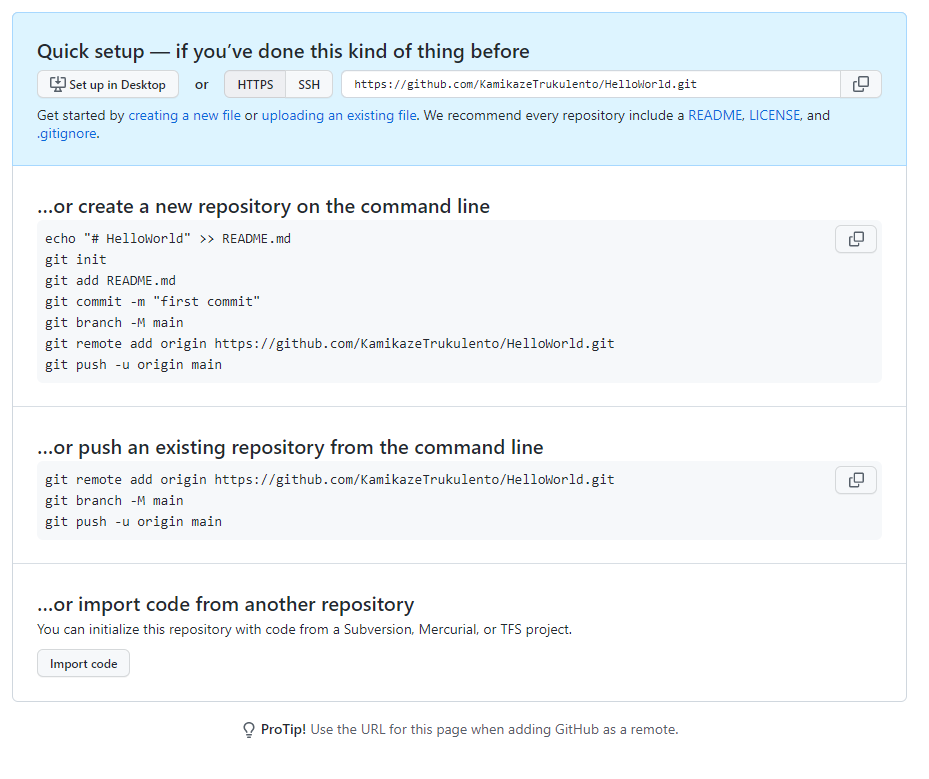 Quick setup — if you’ve done this kind of thing before
Set up in Desktop or HTTPS SSH https://github.com/KamikazeTrukulento/HelloWorld.git
Get started by creating a new file or uploading an existing file. We recommend every repository include a README, LICENSE, and
.gitignore.
…or create a new repository on the command line
echo "# HelloWorld" >> README.md
git init
git add README.md
git commit -m "first commit"
git branch -M main
git remote add origin https://github.com/KamikazeTrukulento/HelloWorld.git
git push -u origin main
…or push an existing repository from the command line
git remote add origin https://github.com/KamikazeTrukulento/HelloWorld.git
git branch -M main
git push -u origin main
…or import code from another repository
You can initialize this repository with code from a Subversion, Mercurial, or TFS project.
Import code
ProTip! Use the URL for this page when adding GitHub as a remote.